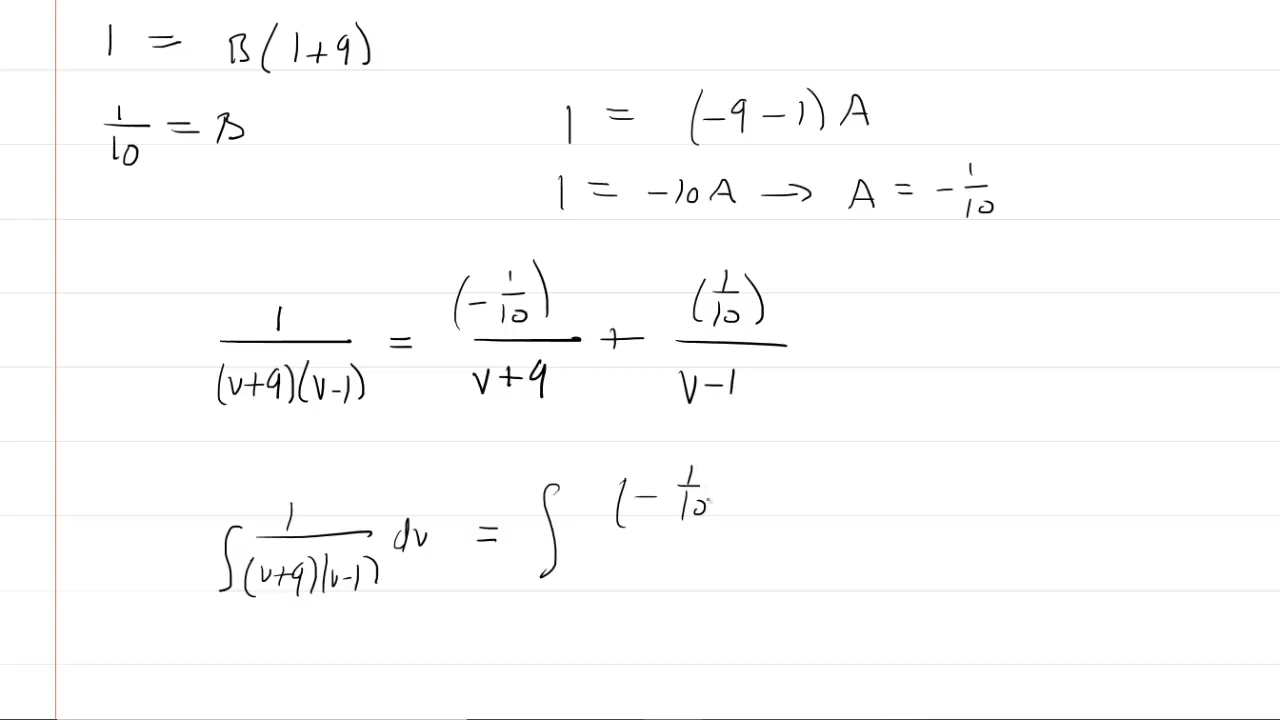 1 = B(1+9)
1/10 = B
1 = (-9-1)A
1 = -10A → A = -1/10
1/((v+9)(v-1)) = (-1/10)/(v+9) + (1/10)/(v-1)
∫ 1/((v+9)(v-1)) dv = ∫ (-1/10